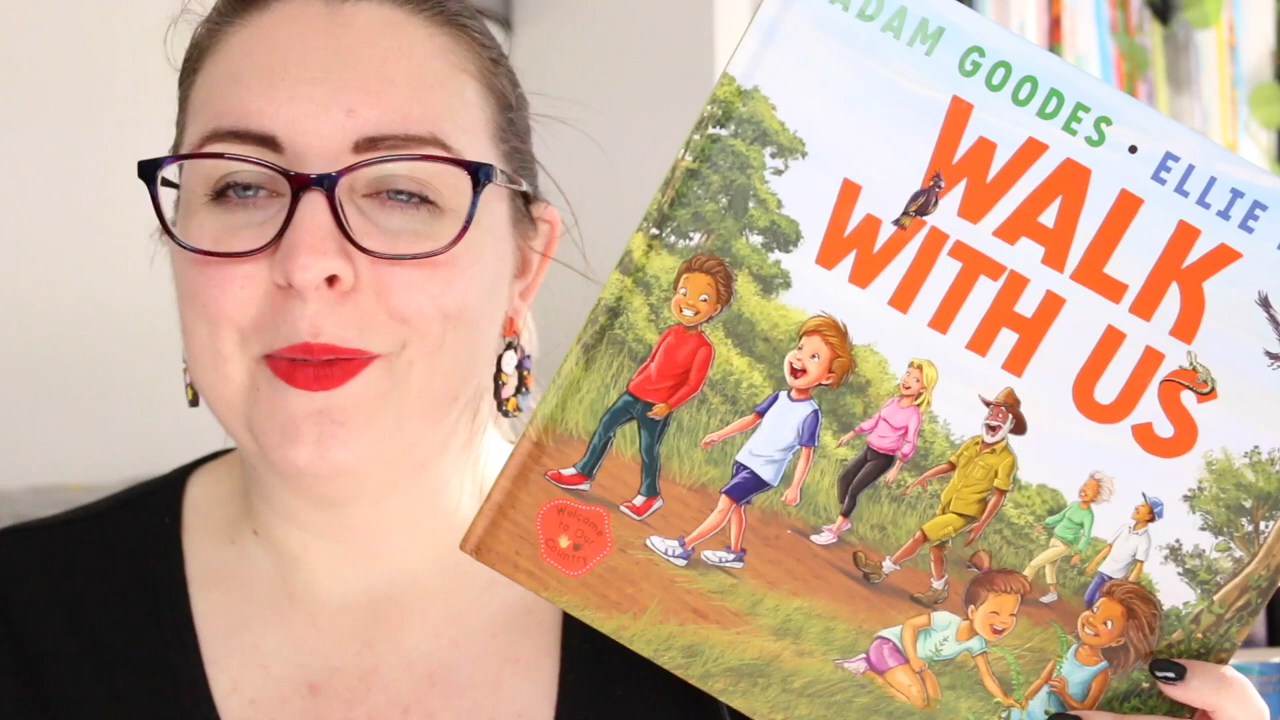 ADAM GOODES • ELLIE
WALK
WITH US
Welcome
to Our
Country